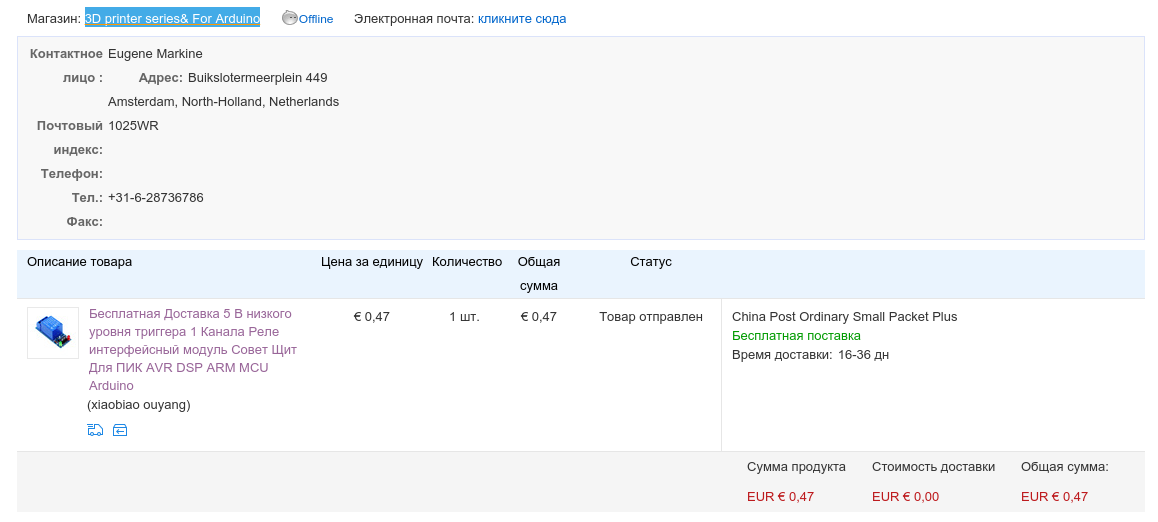 Магазин: 3D printer series& For Arduino Offline Электронная почта: кликните сюда
Контактное Eugene Markine
лицо : Адрес: Buikslotermeerplein 449
Amsterdam, North-Holland, Netherlands
Почтовый 1025WR
индекс:
Телефон:
Тел.: +31-6-28736786
Факс:
Описание товара Цена за единицу Количество Общая Статус
сумма
Бесплатная Доставка 5 В низкого € 0,47 1 шт. € 0,47 Товар отправлен China Post Ordinary Small Packet Plus
уровня триггера 1 Канала Реле Бесплатная поставка
интерфейсный модуль Совет Щит Время доставки: 16-36 дн
Для ПИК AVR DSP ARM MCU
Arduino
(xiaobiao ouyang)
Сумма продукта Стоимость доставки Общая сумма:
EUR € 0,47 EUR € 0,00 EUR € 0,47